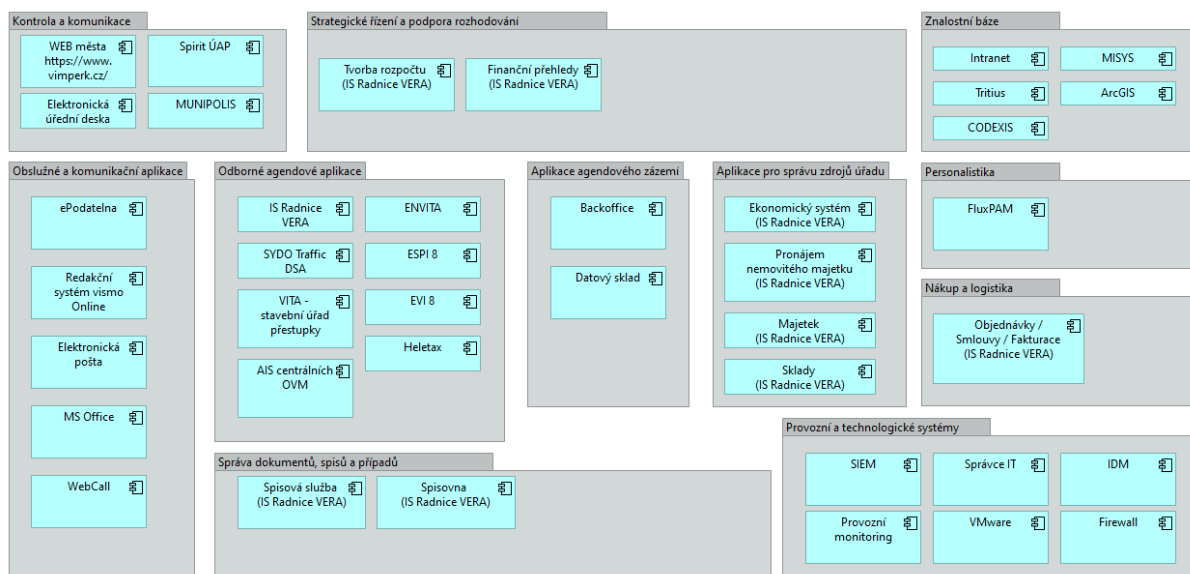 Kontrola a komunikace
WEB města
https://www.
vimperk.cz/
Spirit ÚAP
Elektronická
úřední deska
MUNIPOLIS
Strategické řízení a podpora rozhodování
Tvorba rozpočtu
(IS Radnice VERA)
Finanční přehledy
(IS Radnice VERA)
Znalostní báze
Intranet
MISYS
Tritius
ArcGIS
CODEXIS
Obslužné a komunikační aplikace
ePodatelna
Redakční
systém vismo
Online
Elektronická
pošta
MS Office
WebCall
Odborné agendové aplikace
IS Radnice
VERA
ENVITA
SYDO Traffic
DSA
ESPI 8
VITA -
stavební úřad
přestupky
EVI 8
Heletax
AIS centrálních
OVM
Aplikace agendového zázemí
Backoffice
Datový sklad
Aplikace pro správu zdrojů úřadu
Ekonomický systém
(IS Radnice VERA)
Pronájem
nemovitého majetku
(IS Radnice VERA)
Majetek
(IS Radnice VERA)
Sklady
(IS Radnice VERA)
Personalistika
FluxPAM
Nákup a logistika
Objednávky /
Smlouvy / Fakturace
(IS Radnice VERA)
Správa dokumentů, spisů a případů
Spisová služba
(IS Radnice VERA)
Spisovna
(IS Radnice VERA)
Provozní a technologické systémy
SIEM
Správce IT
IDM
Provozní
monitoring
VMware
Firewall